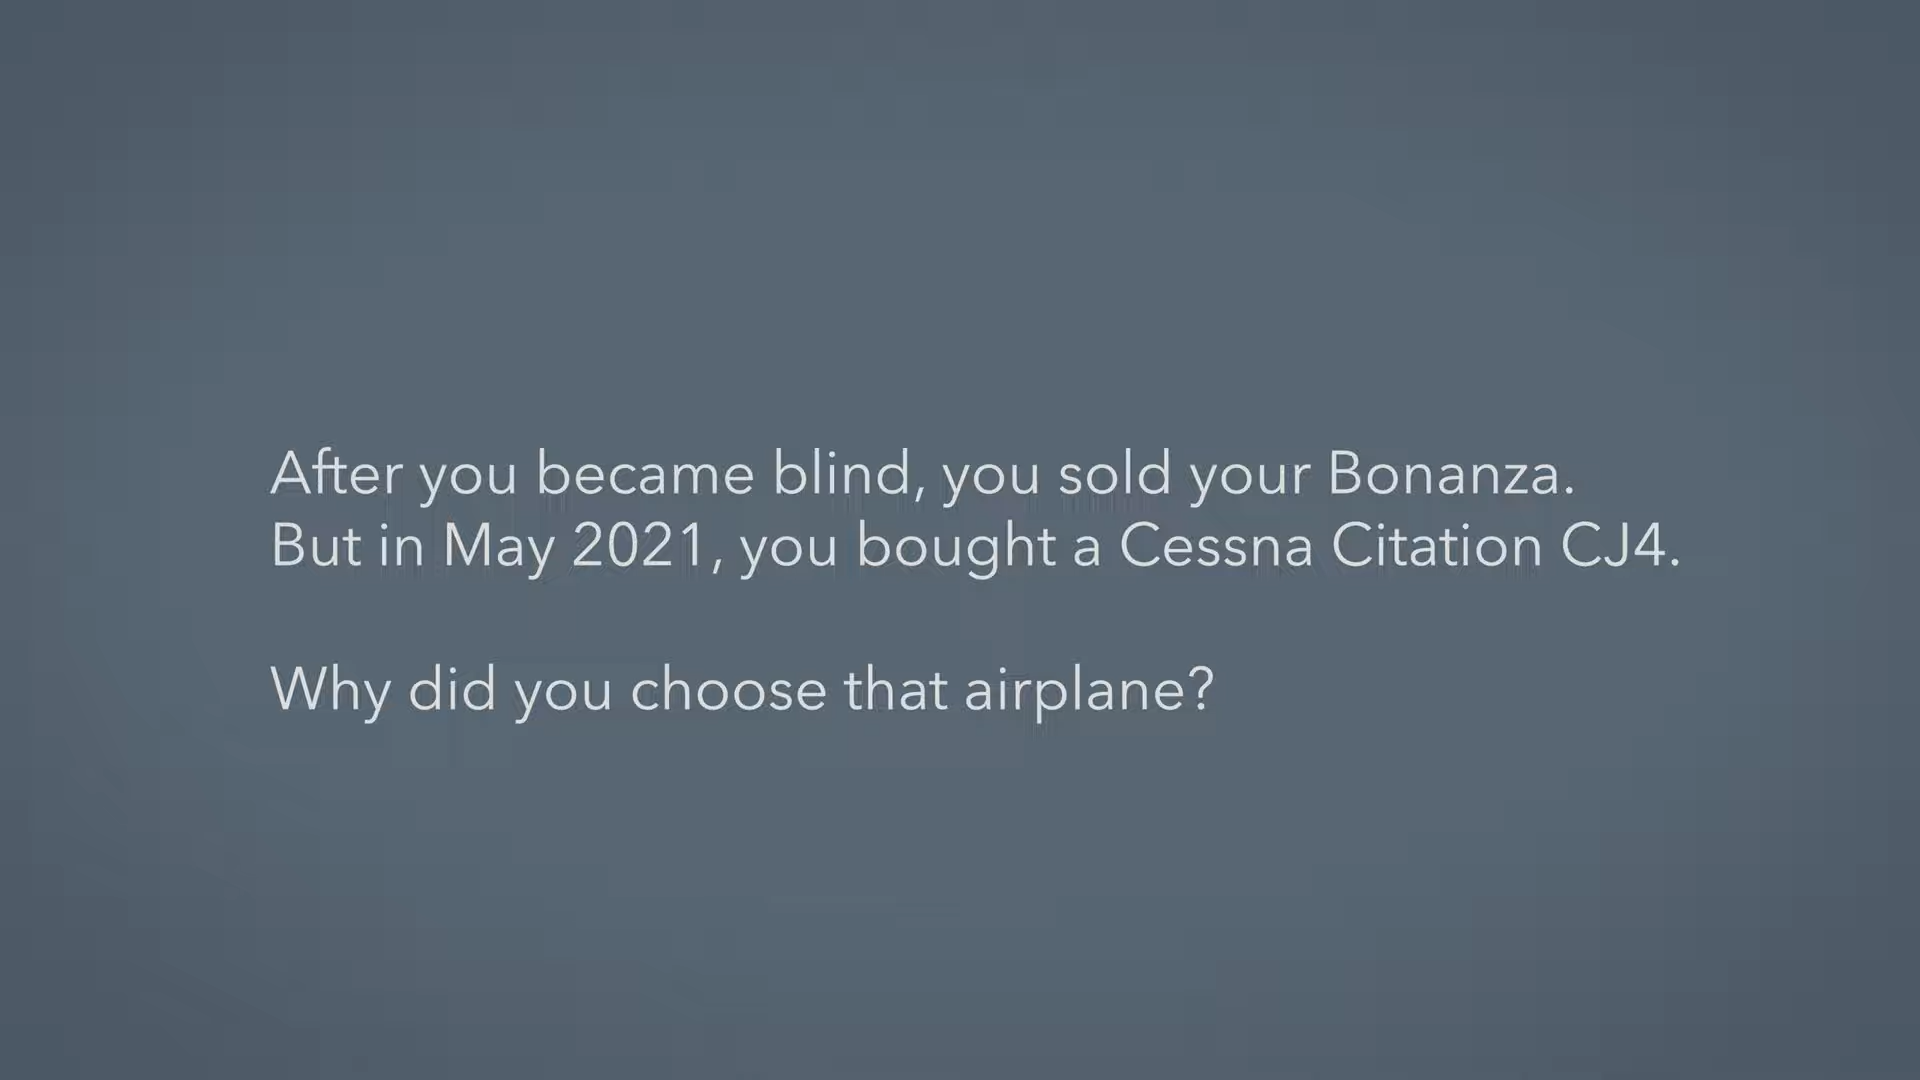 After you became blind, you sold your Bonanza.
But in May 2021, you bought a Cessna Citation CJ4.
Why did you choose that airplane?